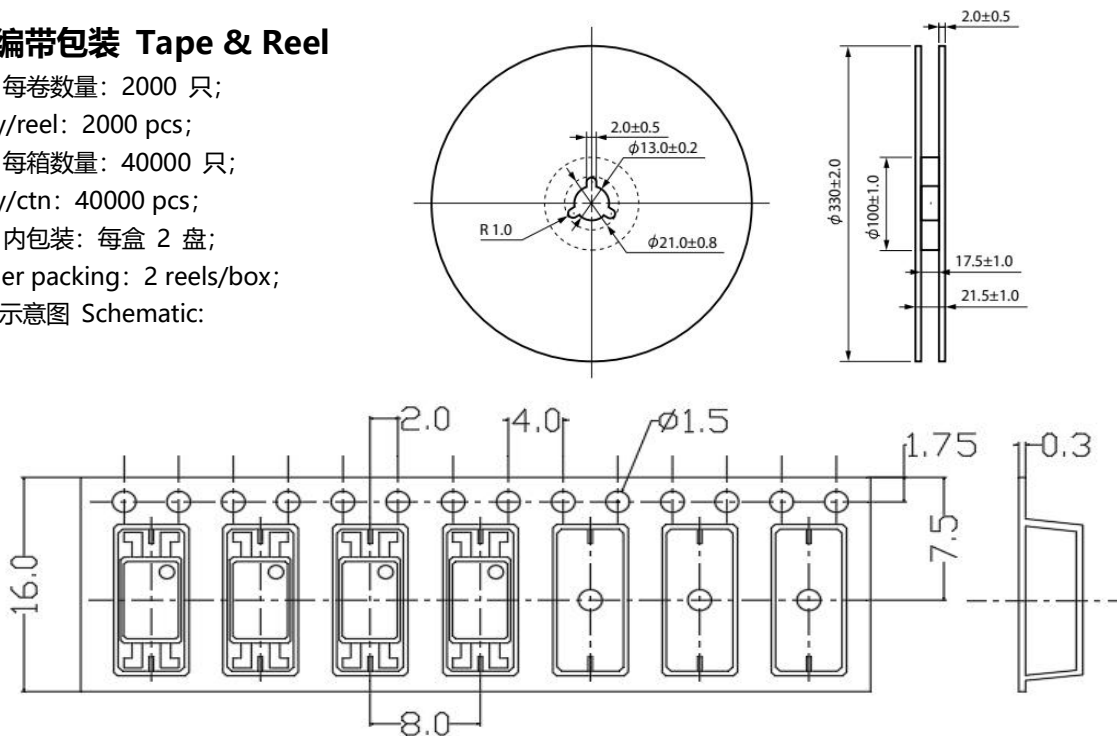 编带包装 Tape & Reel
每卷数量：2000 只；
y/reel：2000 pcs；
每箱数量：40000 只；
y/ctn：40000 pcs；
内包装：每盒 2 盘；
er packing：2 reels/box；
示意图 Schematic:
2.0±0.5
2.0±0.5
ϕ13.0±0.2
R 1.0
ϕ21.0±0.8
ϕ330±2.0
ϕ100±1.0
17.5±1.0
21.5±1.0
2.0
4.0
Ø1.5
1.75
0.3
16.0
7.5
8.0